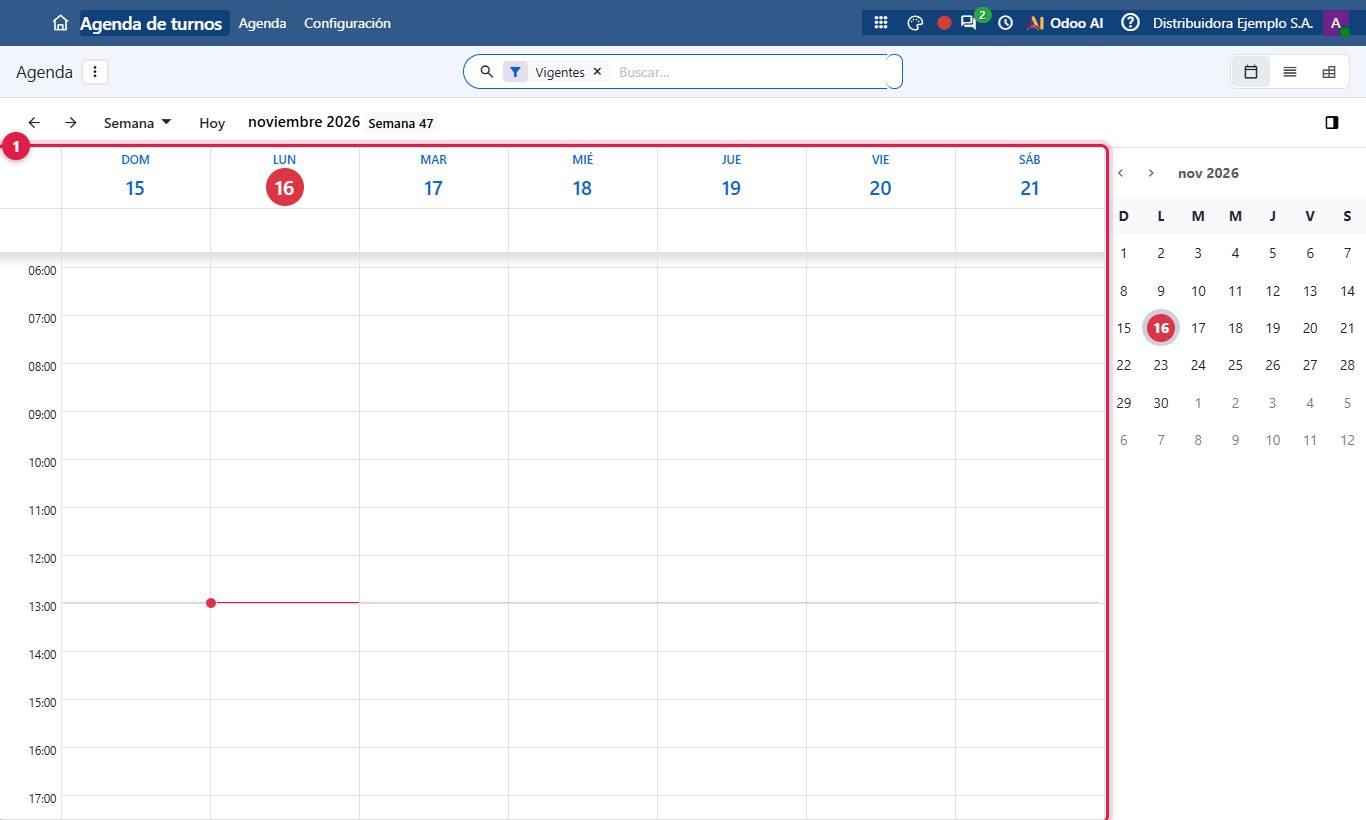 Agenda de turnos Agenda Configuración 2 Odoo AI Distribuidora Ejemplo S.A. A
Agenda Vigentes Buscar...
Semana Hoy noviembre 2026 Semana 47
1
DOM LUN MAR MIÉ JUE VIE SÁB
15 16 17 18 19 20 21
06:00
07:00
08:00
09:00
10:00
11:00
12:00
13:00
14:00
15:00
16:00
17:00
nov 2026
D L M M J V S
1 2 3 4 5 6 7
8 9 10 11 12 13 14
15 16 17 18 19 20 21
22 23 24 25 26 27 28
29 30 1 2 3 4 5
6 7 8 9 10 11 12